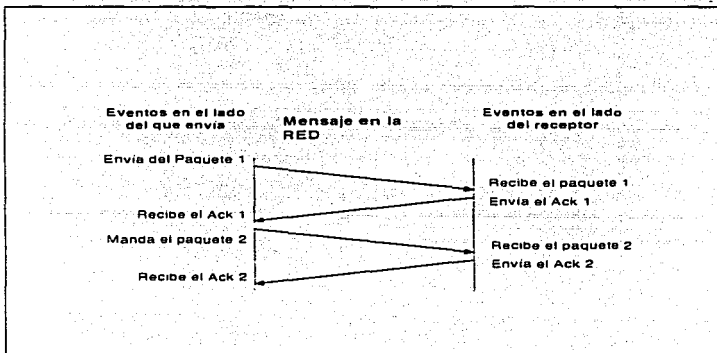 Eventos en el lado
del que envía
Mensaje en la
RED
Eventos en el lado
del receptor
Envía del Paquete 1
Recibe el paquete 1
Envía el Ack 1
Recibe el Ack 1
Manda el paquete 2
Recibe el paquete 2
Envía el Ack 2
Recibe el Ack 2